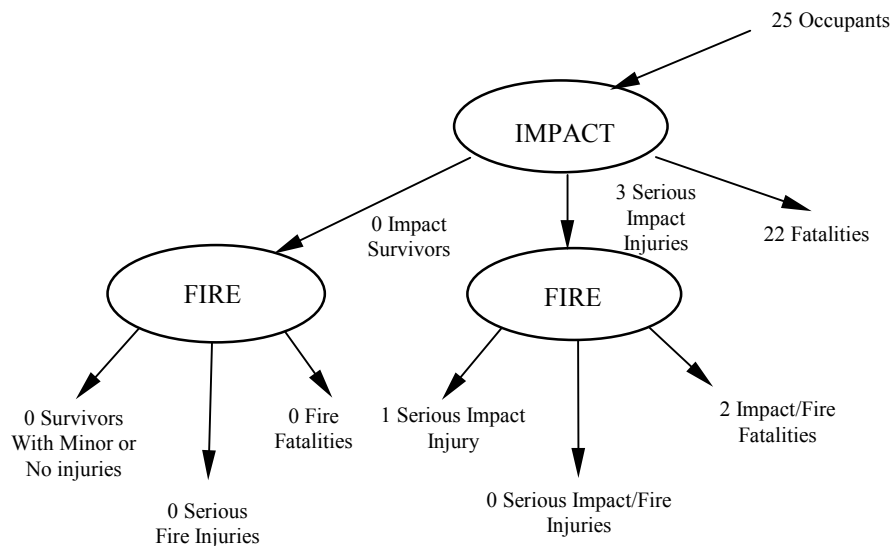 25 Occupants
IMPACT
0 Impact
Survivors
3 Serious
Impact
Injuries
22 Fatalities
FIRE
FIRE
0 Survivors
With Minor or
No injuries
0 Serious
Fire Injuries
0 Fire
Fatalities
1 Serious Impact
Injury
0 Serious Impact/Fire
Injuries
2 Impact/Fire
Fatalities